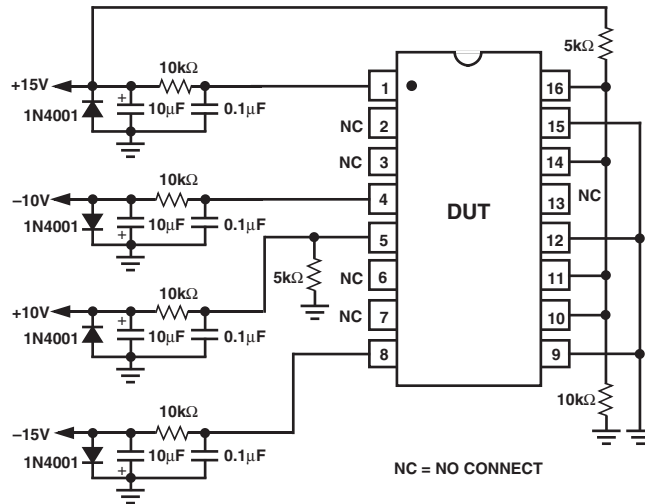 5kΩ
+15V
10kΩ
1N4001
+
10µF
0.1µF
1
16
NC
2
15
NC
3
14
–10V
10kΩ
4
13
NC
1N4001
10µF
0.1µF
+
DUT
5
12
5kΩ
NC
6
11
+10V
10kΩ
NC
7
10
1N4001
+
10µF
0.1µF
8
9
–15V
10kΩ
10kΩ
1N4001
10µF
0.1µF
+
NC = NO CONNECT